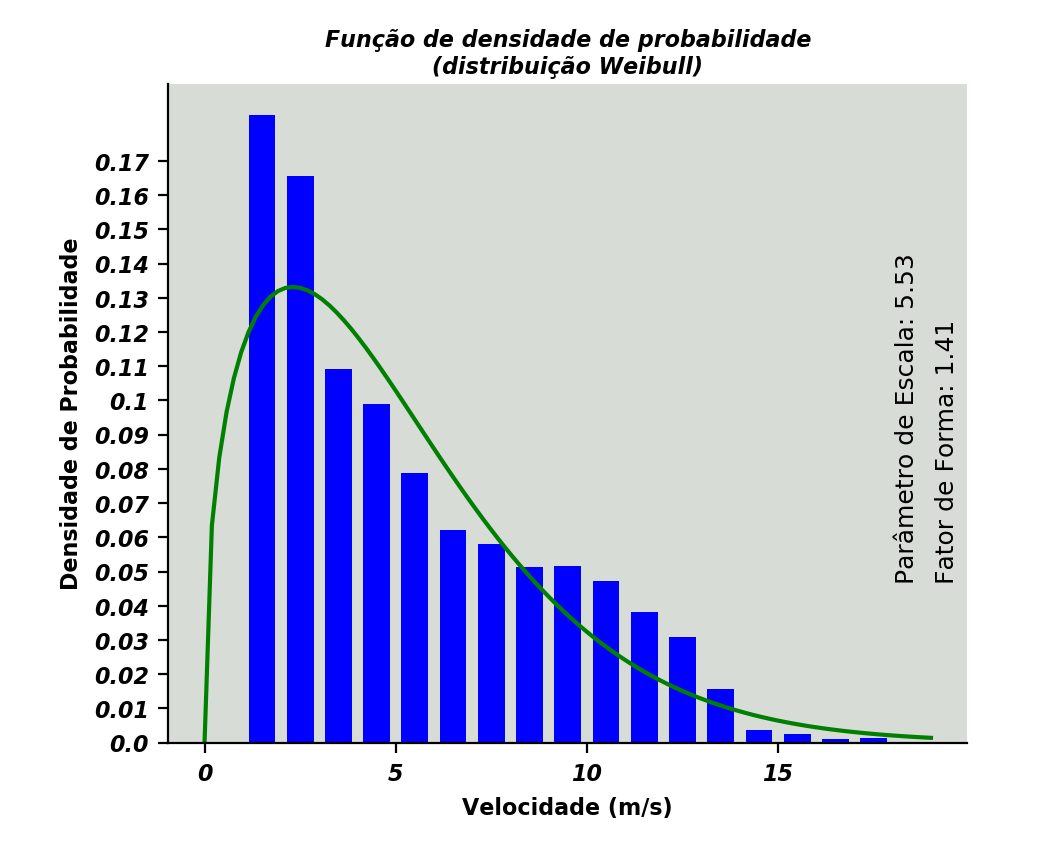 Função de densidade de probabilidade
(distribuição Weibull)
Densidade de Probabilidade
0.17
0.16
0.15
0.14
0.13
0.12
0.11
0.1
0.09
0.08
0.07
0.06
0.05
0.04
0.03
0.02
0.01
0.0
0 5 10 15
Velocidade (m/s)
Parâmetro de Escala: 5.53
Fator de Forma: 1.41